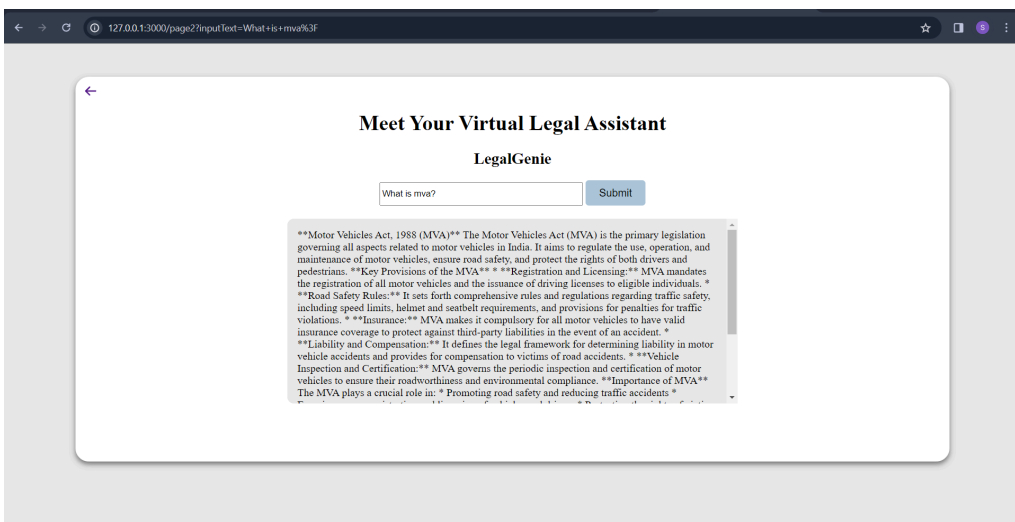 127.0.0.1:3000/page2?inputText=What+is+mva%3F
S
Meet Your Virtual Legal Assistant
LegalGenie
What is mva?
Submit
**Motor Vehicles Act, 1988 (MVA)** The Motor Vehicles Act (MVA) is the primary legislation
governing all aspects related to motor vehicles in India. It aims to regulate the use, operation, and
maintenance of motor vehicles, ensure road safety, and protect the rights of both drivers and
pedestrians. **Key Provisions of the MVA** * **Registration and Licensing:** MVA mandates
the registration of all motor vehicles and the issuance of driving licenses to eligible individuals. *
**Road Safety Rules:** It sets forth comprehensive rules and regulations regarding traffic safety,
including speed limits, helmet and seatbelt requirements, and provisions for penalties for traffic
violations. * **Insurance:** MVA makes it compulsory for all motor vehicles to have valid
insurance coverage to protect against third-party liabilities in the event of an accident. *
**Liability and Compensation:** It defines the legal framework for determining liability in motor
vehicle accidents and provides for compensation to victims of road accidents. * **Vehicle
Inspection and Certification:** MVA governs the periodic inspection and certification of motor
vehicles to ensure their roadworthiness and environmental compliance. **Importance of MVA**
The MVA plays a crucial role in: * Promoting road safety and reducing traffic accidents *